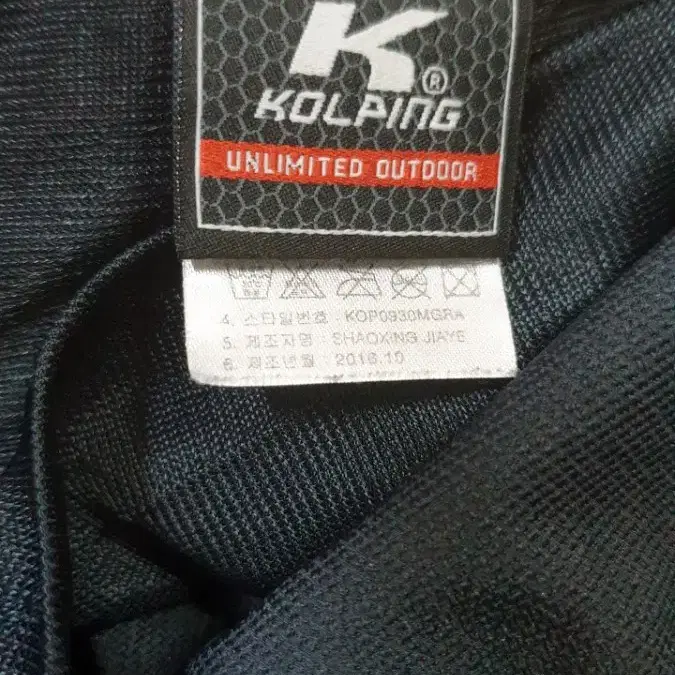 K ®
KOLPING
UNLIMITED OUTDOOR
4. 스타일번호 : KOP0930MGRA
5. 제조자명 : SHAOXING JIAYE
6. 제조년월 : 2016.10